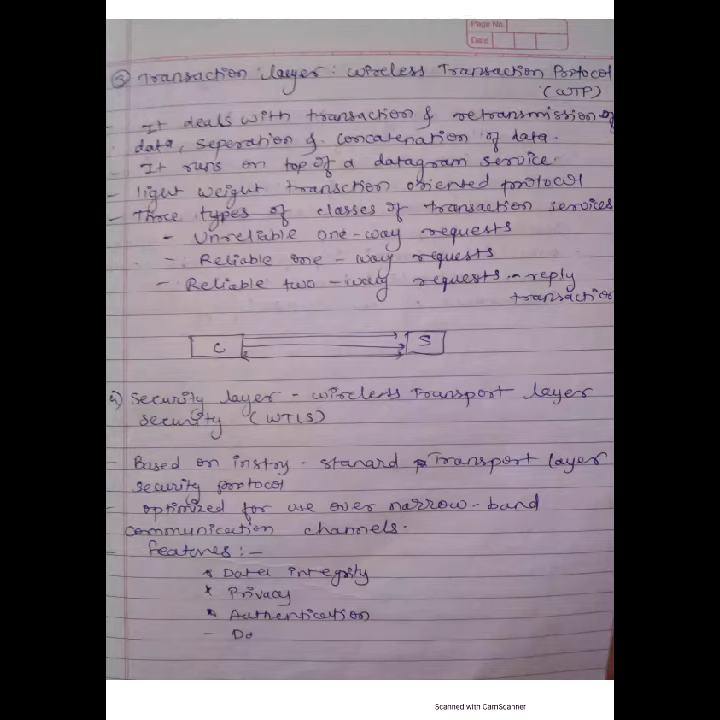 Page No.
Date
③ Transaction layer : wireless Transaction Protocol
(WTP)
- It deals with transaction & retransmission of
data, seperation & concatenation of data.
- It runs on top of a datagram service.
- light weight transction oriented protocol
- Three types of classes of transaction services
- Unreliable one-way requests
- Reliable one-way requests
- Reliable two-way requests-reply
transaction
C S
4) Security layer - wireless Transport layer
security (WTLS)
- Based on instry-stanard Transport layer
security protocol
- optimized for use over narrow-band
communication channels.
- features :-
* Data integrity
* Privacy
* Authentication
- Do
Scanned with CamScanner